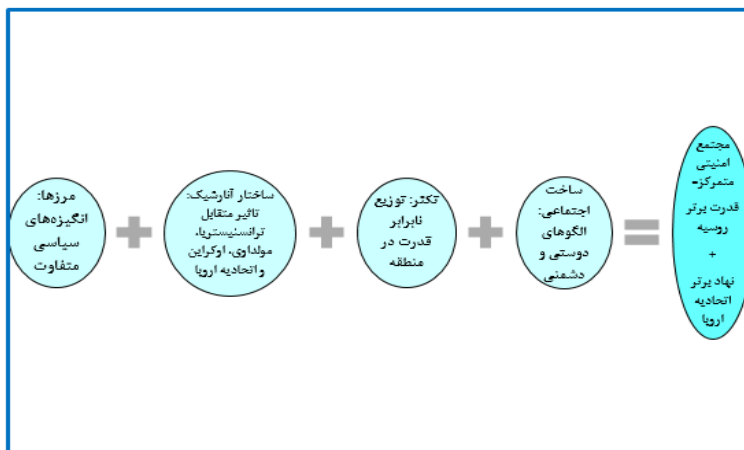 مرزها:
انگیزه‌های
سیاسی
متفاوت
ساختار آنارشیک:
تاثیر متقابل
ترانسنیستریا،
مولداوی، اوکراین
و اتحادیه اروپا
تکثر: توزیع
نابرابر
قدرت در
منطقه
ساخت
اجتماعی:
الگوهای
دوستی و
دشمنی
مجتمع
امنیتی
متمرکز-
قدرت برتر
روسیه
+
نهاد برتر
اتحادیه
اروپا